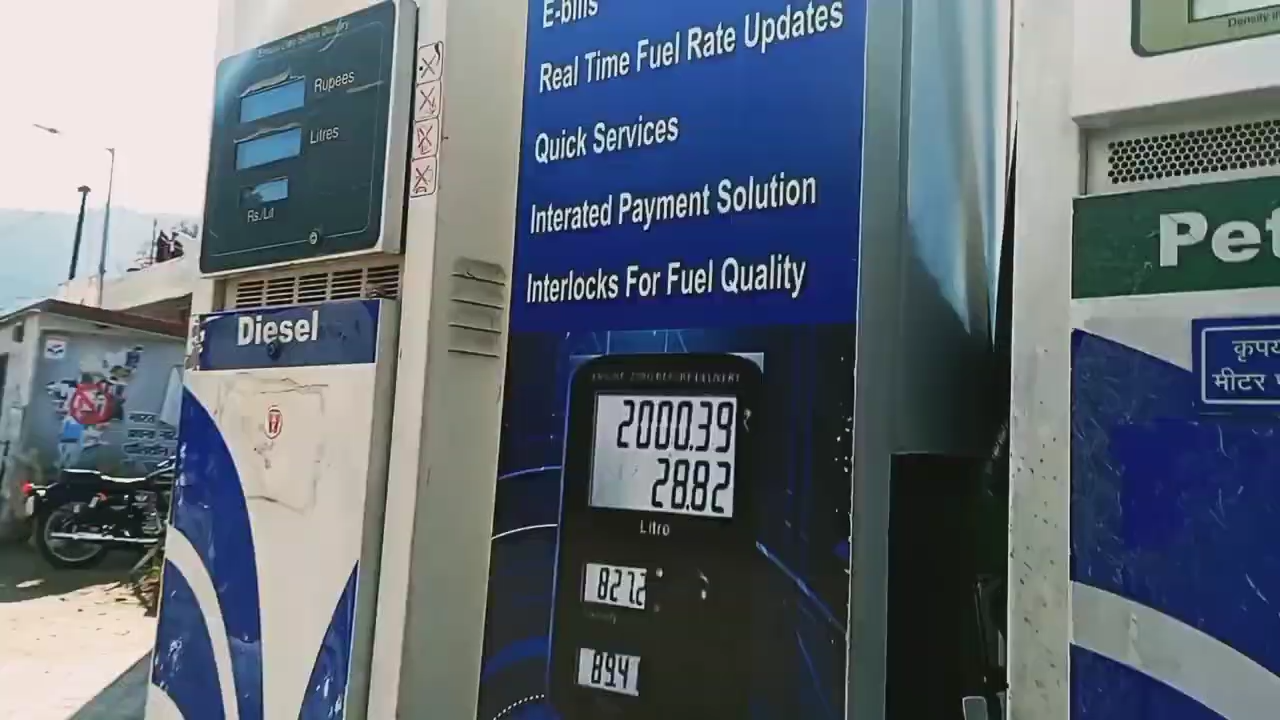 Rupees
Litres
Rs./Lit
Diesel
E-bills
Real Time Fuel Rate Updates
Quick Services
Interated Payment Solution
Interlocks For Fuel Quality
2000.39
28.82
Litre
827.2
89.4
Density
Pet
कृपय
मीटर